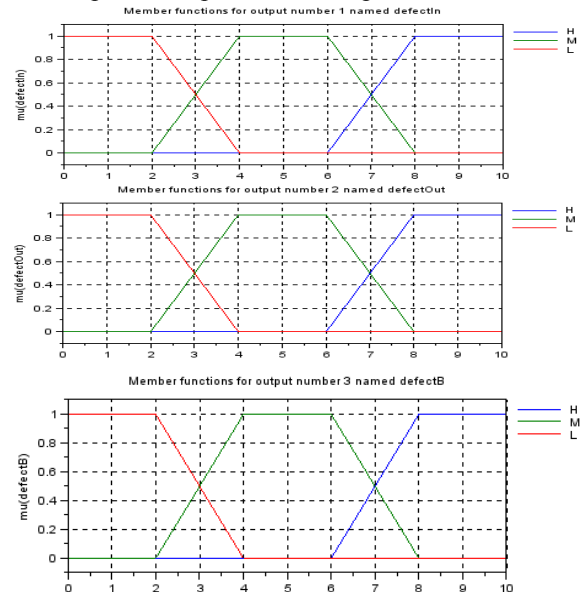 Member functions for output number 1 named defectIn
H
M
L
mu(defectIn)
1
0.8
0.6
0.4
0.2
0
0 1 2 3 4 5 6 7 8 9 10
Member functions for output number 2 named defectOut
H
M
L
mu(defectOut)
1
0.8
0.6
0.4
0.2
0
0 1 2 3 4 5 6 7 8 9 10
Member functions for output number 3 named defectB
H
M
L
mu(defectB)
1
0.8
0.6
0.4
0.2
0
0 1 2 3 4 5 6 7 8 9 10